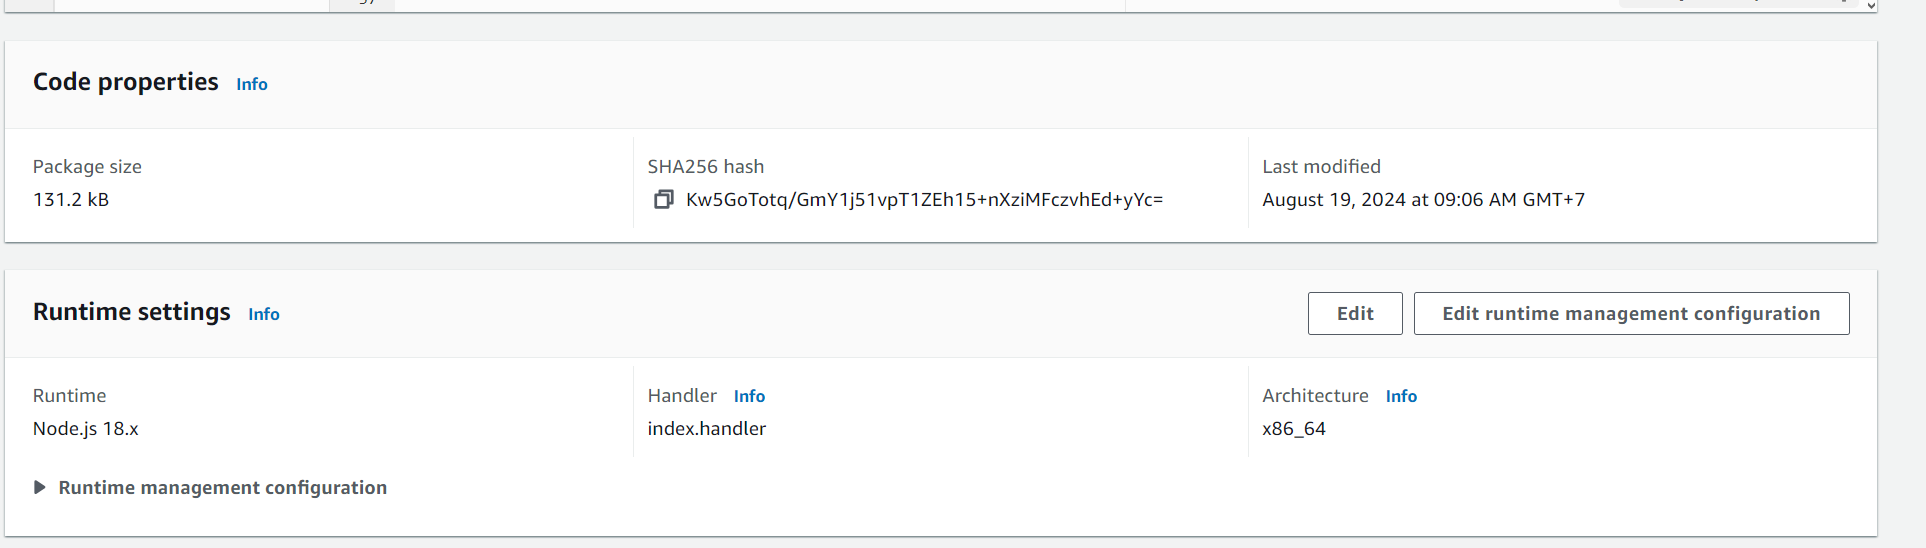 Code properties Info
Package size
131.2 kB
SHA256 hash
Kw5GoTotq/GmY1j51vpT1ZEh15+nXziMFczvhEd+yYc=
Last modified
August 19, 2024 at 09:06 AM GMT+7
Runtime settings Info
Edit
Edit runtime management configuration
Runtime
Node.js 18.x
Handler Info
index.handler
Architecture Info
x86_64
Runtime management configuration